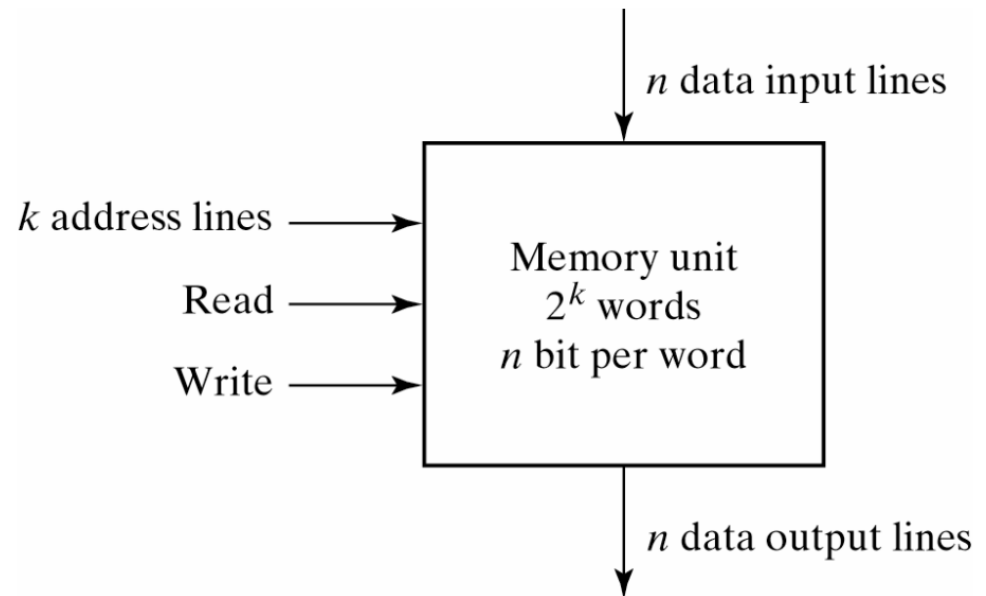 n data input lines
k address lines
Read
Write
Memory unit
2^k words
n bit per word
n data output lines